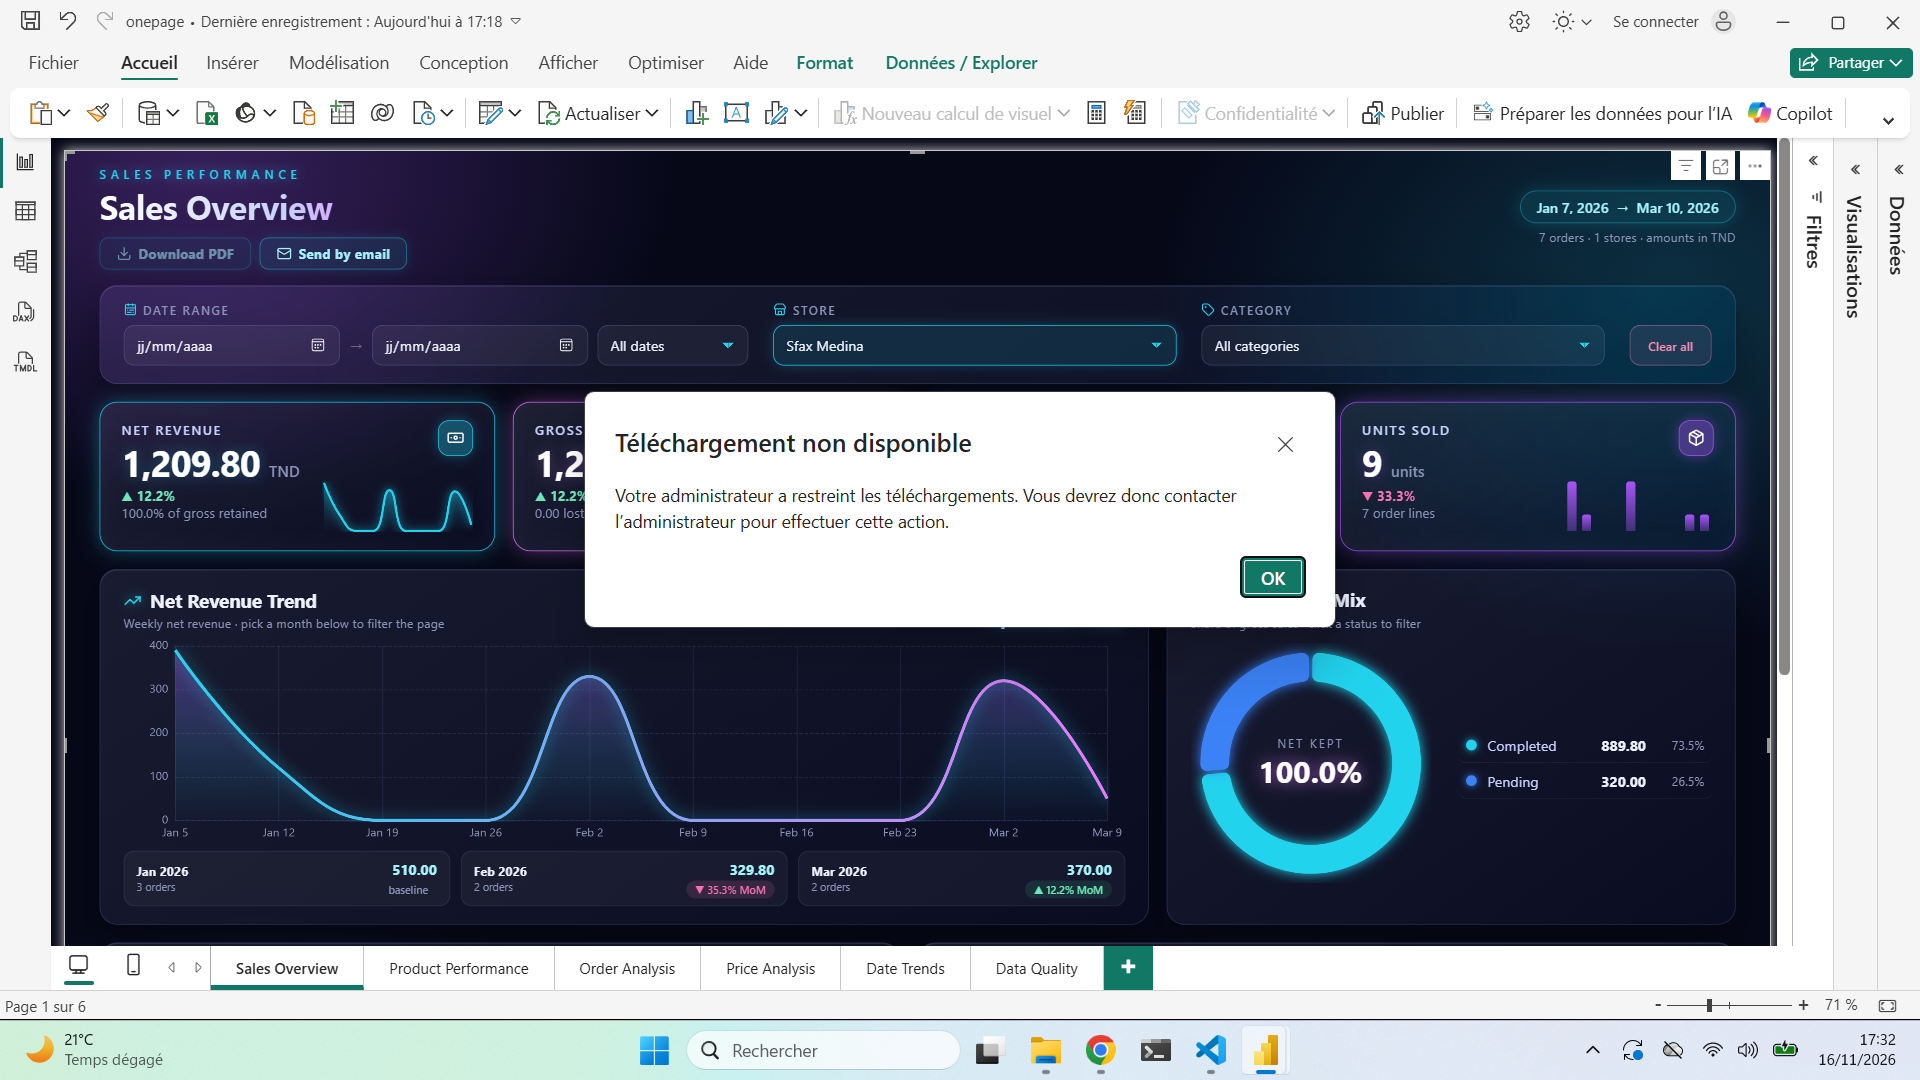 onepage • Dernière enregistrement : Aujourd'hui à 17:18
Se connecter
Fichier
Accueil
Insérer
Modélisation
Conception
Afficher
Optimiser
Aide
Format
Données / Explorer
Partager
Actualiser
Nouveau calcul de visuel
Confidentialité
Publier
Préparer les données pour l'IA
Copilot
DAX
TMDL
Filtres
Visualisations
Données
SALES PERFORMANCE
Sales Overview
Jan 7, 2026 → Mar 10, 2026
7 orders · 1 stores · amounts in TND
Download PDF
Send by email
DATE RANGE
STORE
CATEGORY
jj/mm/aaaa
→
jj/mm/aaaa
All dates
Sfax Medina
All categories
Clear all
NET REVENUE
1,209.80 TND
▲ 12.2%
100.0% of gross retained
GROSS
1,2
▲ 12.2%
0.00 lost
UNITS SOLD
9 units
▼ 33.3%
7 order lines
Téléchargement non disponible
Votre administrateur a restreint les téléchargements. Vous devrez donc contacter
l'administrateur pour effectuer cette action.
OK
Net Revenue Trend
Weekly net revenue · pick a month below to filter the page
400
300
200
100
0
Jan 5
Jan 12
Jan 19
Jan 26
Feb 2
Feb 9
Feb 16
Feb 23
Mar 2
Mar 9
Jan 2026
3 orders
510.00
baseline
Feb 2026
2 orders
329.80
▼ 35.3% MoM
Mar 2026
2 orders
370.00
▲ 12.2% MoM
Mix
a status to filter
NET KEPT
100.0%
Completed 889.80 73.5%
Pending 320.00 26.5%
Sales Overview
Product Performance
Order Analysis
Price Analysis
Date Trends
Data Quality
+
Page 1 sur 6
- + 71 %
21°C
Temps dégagé
Rechercher
17:32
16/11/2026